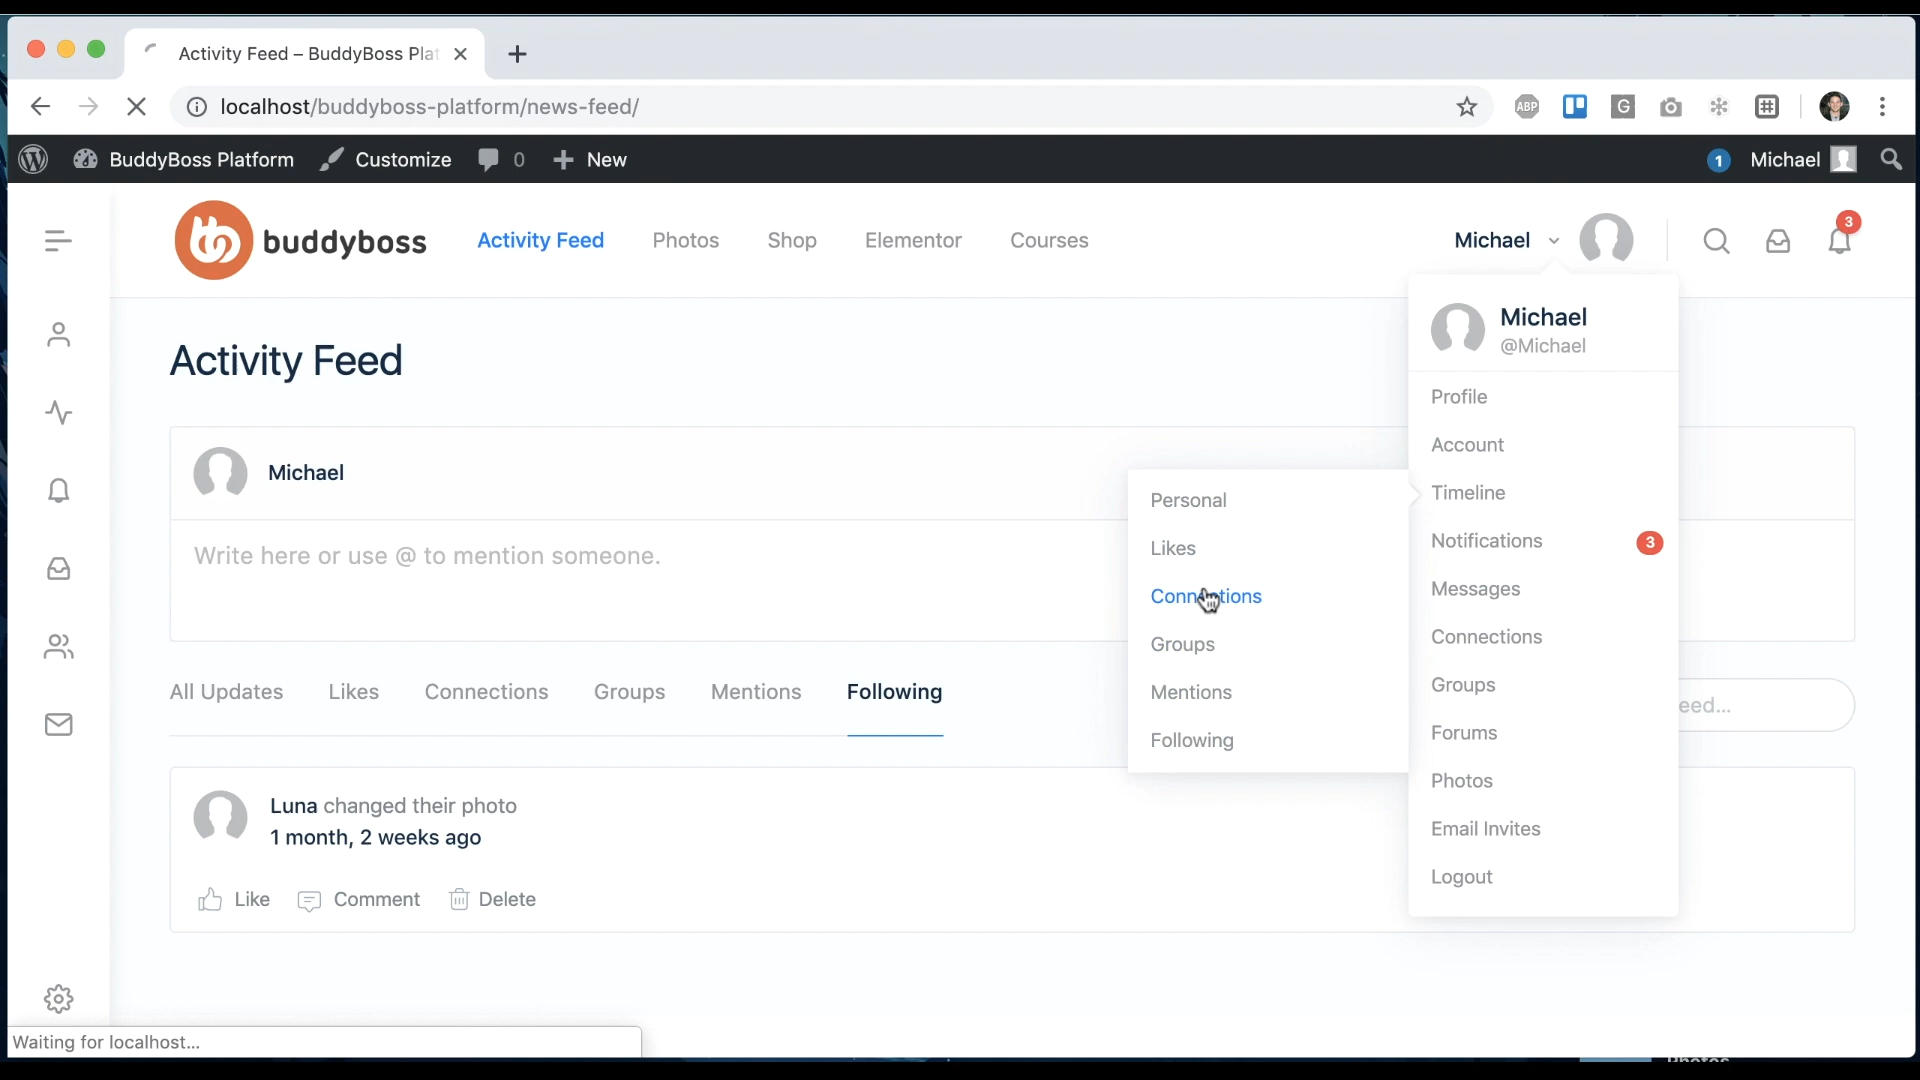 Activity Feed – BuddyBoss Plat
localhost/buddyboss-platform/news-feed/
ABP
G
BuddyBoss Platform
Customize
0
New
1
Michael
buddyboss
Activity Feed
Photos
Shop
Elementor
Courses
Michael
3
Michael
@Michael
Activity Feed
Profile
Account
Michael
Timeline
Personal
Notifications
3
Likes
Write here or use @ to mention someone.
Messages
Connections
Connections
Groups
Groups
Mentions
Following
All Updates
Likes
Connections
Groups
Mentions
Following
eed...
Forums
Photos
Email Invites
Logout
Luna changed their photo
1 month, 2 weeks ago
Like
Comment
Delete
Waiting for localhost...
Photos